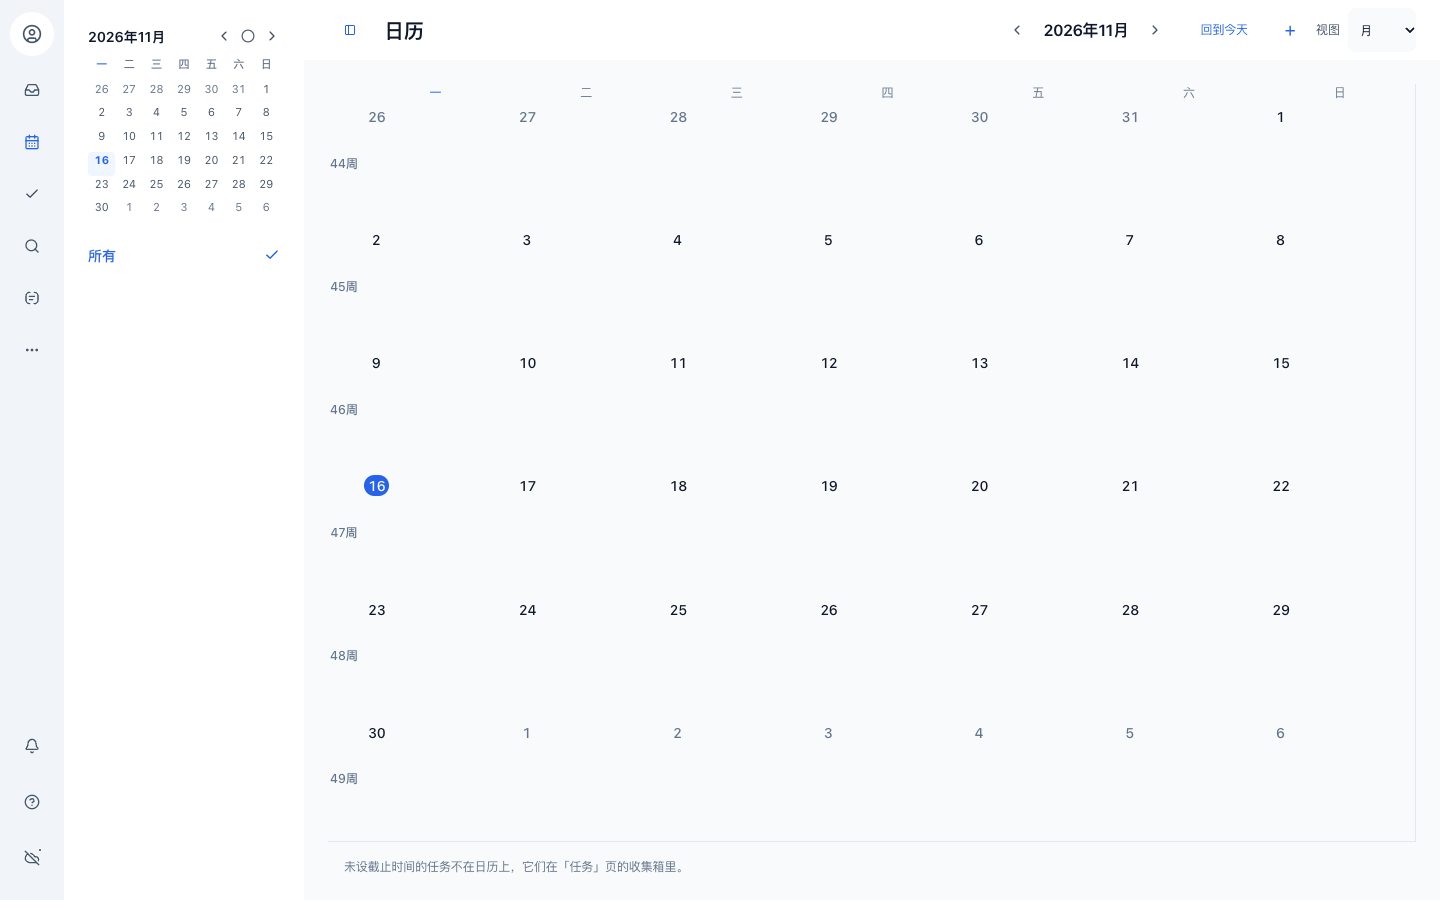 2026年11月
一 二 三 四 五 六 日
26 27 28 29 30 31 1
2 3 4 5 6 7 8
9 10 11 12 13 14 15
16 17 18 19 20 21 22
23 24 25 26 27 28 29
30 1 2 3 4 5 6
所有
日历
2026年11月
回到今天
视图
月
一 二 三 四 五 六 日
26 27 28 29 30 31 1
44周
2 3 4 5 6 7 8
45周
9 10 11 12 13 14 15
46周
16 17 18 19 20 21 22
47周
23 24 25 26 27 28 29
48周
30 1 2 3 4 5 6
49周
未设截止时间的任务不在日历上，它们在「任务」页的收集箱里。